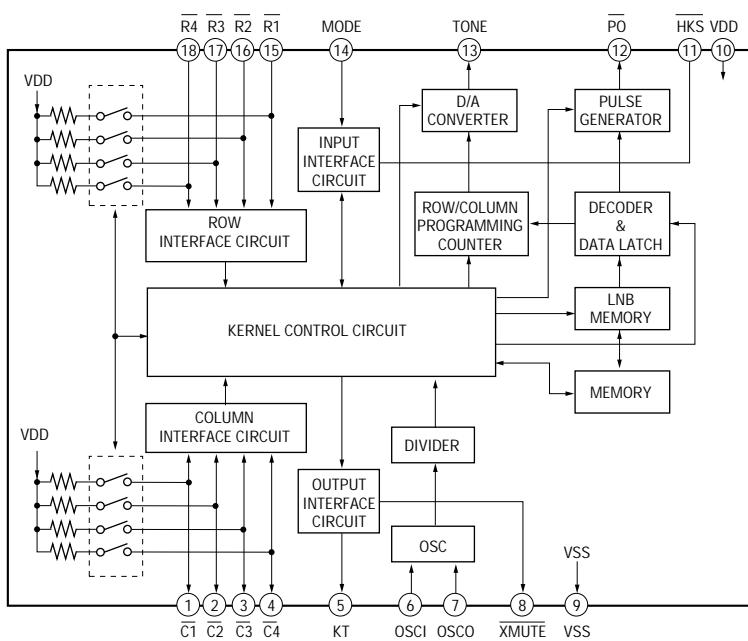 R4 R3 R2 R1 MODE TONE PO HKS VDD
18 17 16 15 14 13 12 11 10
VDD
D/A
CONVERTER
PULSE
GENERATOR
INPUT
INTERFACE
CIRCUIT
ROW/COLUMN
PROGRAMMING
COUNTER
DECODER
&
DATA LATCH
ROW
INTERFACE CIRCUIT
LNB
MEMORY
KERNEL CONTROL CIRCUIT
MEMORY
COLUMN
INTERFACE CIRCUIT
VDD
DIVIDER
OUTPUT
INTERFACE
CIRCUIT
OSC
VSS
1 2 3 4 5 6 7 8 9
C1 C2 C3 C4 KT OSCI OSCO XMUTE VSS